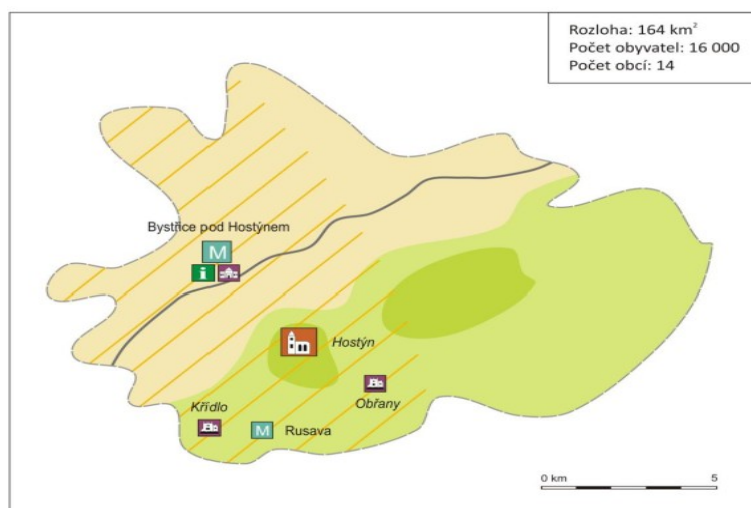 Rozloha: 164 km²
Počet obyvatel: 16 000
Počet obcí: 14
Bystřice pod Hostýnem
M
i
Hostýn
Obřany
Křídlo
M
Rusava
0 km 5